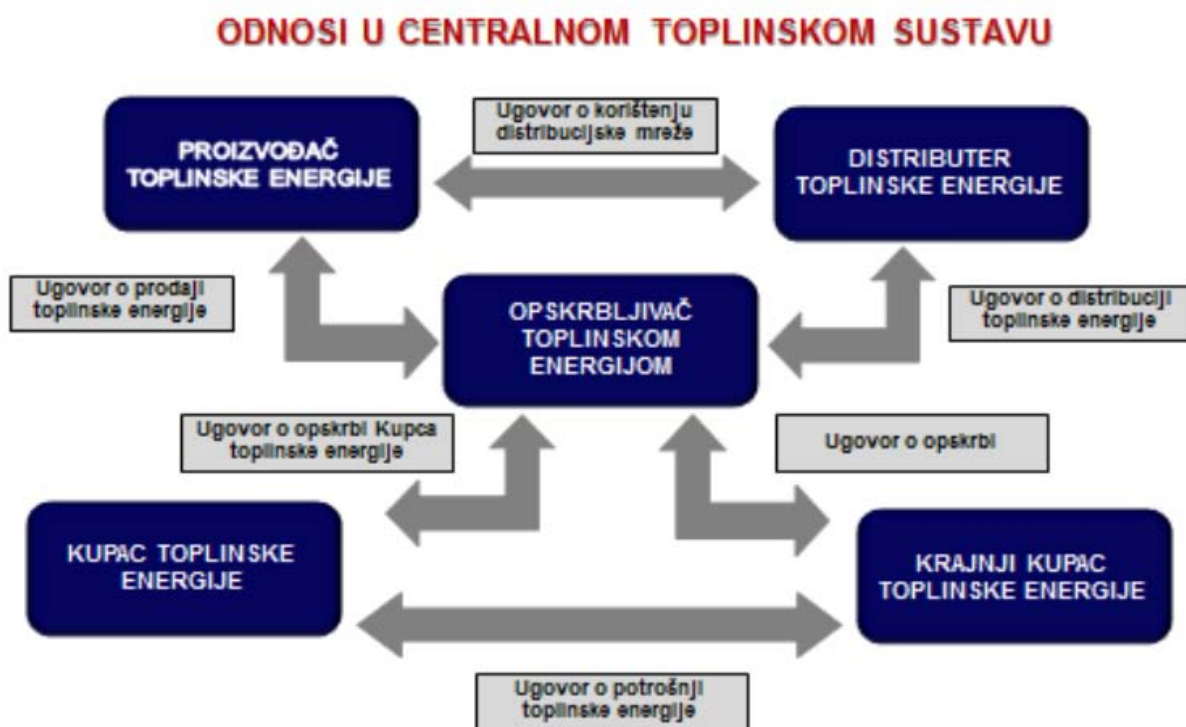 ODNOSI U CENTRALNOM TOPLINSKOM SUSTAVU
Ugovor o korištenju
distribucijske mreže
PROIZVOĐAČ
TOPLINSKE ENERGIJE
DISTRIBUTER
TOPLINSKE ENERGIJE
Ugovor o prodaji
toplinske energije
OPSKRBLJIVAČ
TOPLINSKOM
ENERGIJOM
Ugovor o distribuciji
toplinske energije
Ugovor o opskrbi Kupca
toplinske energije
Ugovor o opskrbi
KUPAC TOPLINSKE
ENERGIJE
KRAJNJI KUPAC
TOPLINSKE ENERGIJE
Ugovor o potrošnji
toplinske energije